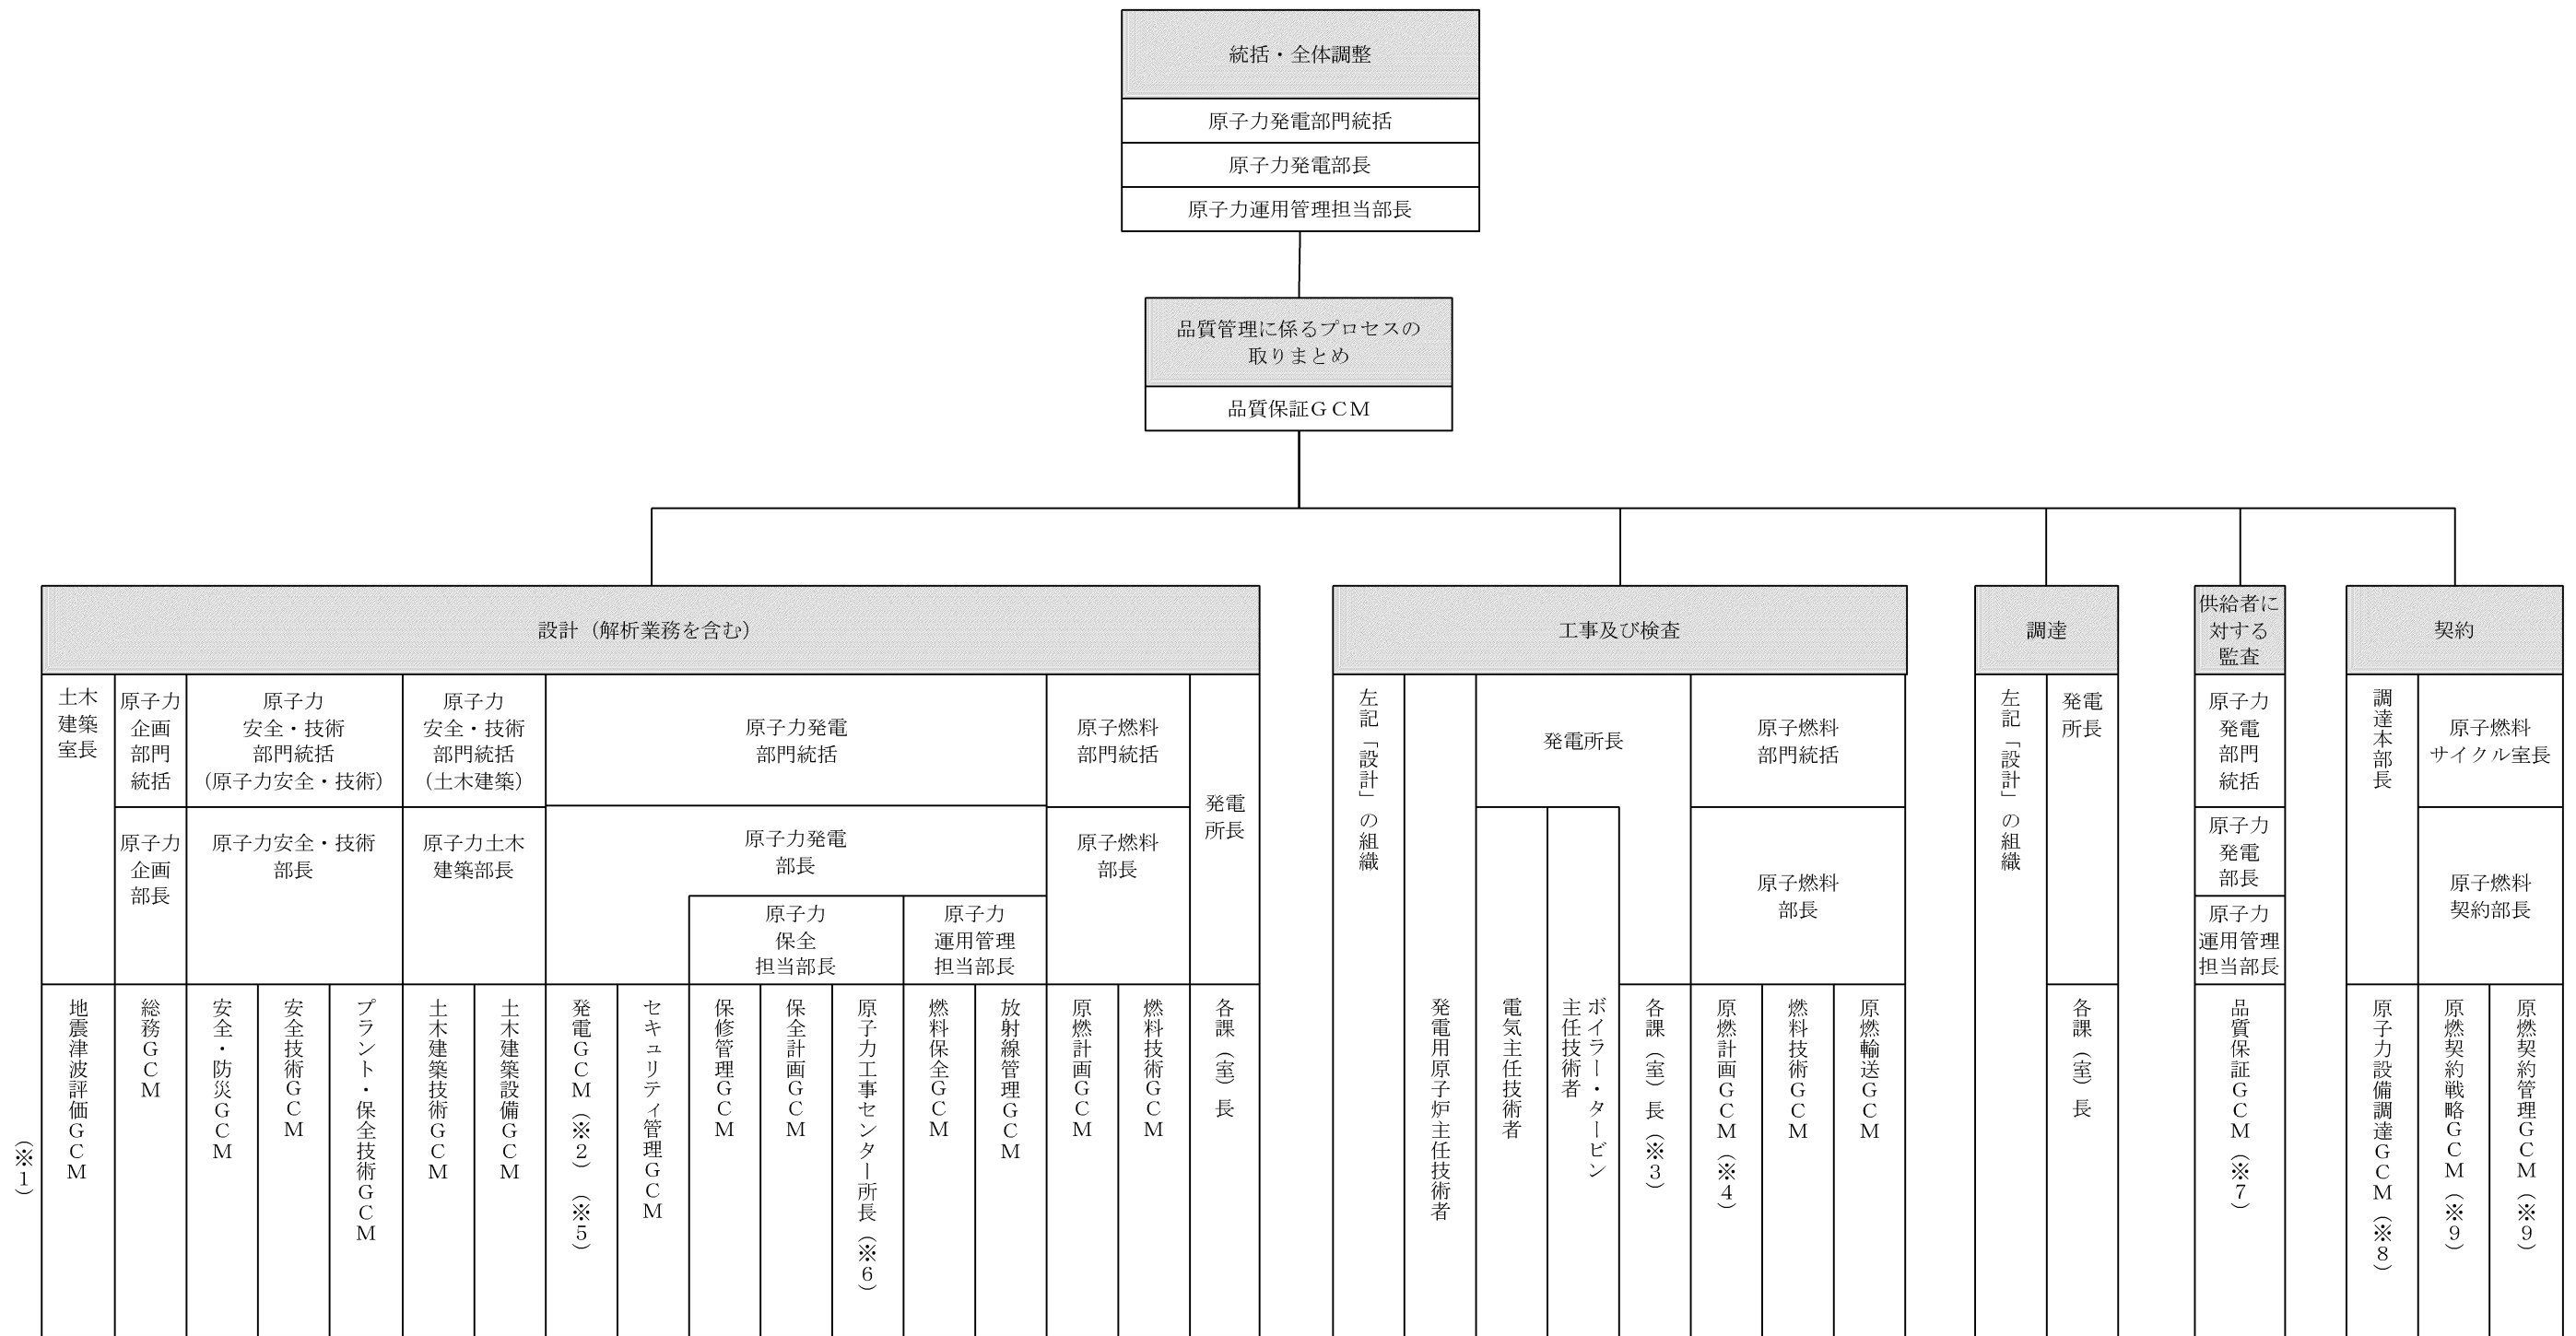 統括・全体調整
原子力発電部門統括
原子力発電部長
原子力運用管理担当部長
品質管理に係るプロセスの
取りまとめ
品質保証ＧＣＭ
設計（解析業務を含む）
土木
建築
室長
原子力
企画
部門
統括
原子力
安全・技術
部門統括
（原子力安全・技術）
原子力
安全・技術
部門統括
（土木建築）
原子力発電
部門統括
原子燃料
部門統括
発電
所長
原子力
企画
部長
原子力安全・技術
部長
原子力土木
建築部長
原子力発電
部長
原子燃料
部長
原子力
保全
担当部長
原子力
運用管理
担当部長
（※１）
地震津波評価ＧＣＭ
総務ＧＣＭ
安全・防災ＧＣＭ
安全技術ＧＣＭ
プラント・保全技術ＧＣＭ
土木建築技術ＧＣＭ
土木建築設備ＧＣＭ
発電ＧＣＭ（※２）（※５）
セキュリティ管理ＧＣＭ
保修管理ＧＣＭ
保全計画ＧＣＭ
原子力工事センター所長（※６）
燃料保全ＧＣＭ
放射線管理ＧＣＭ
原燃計画ＧＣＭ
燃料技術ＧＣＭ
各課（室）長
工事及び検査
左記「設計」の組織
発電所長
原子燃料
部門統括
原子燃料
部長
発電用原子炉主任技術者
電気主任技術者
ボイラー・タービン
主任技術者
各課（室）長（※３）
原燃計画ＧＣＭ（※４）
燃料技術ＧＣＭ
原燃輸送ＧＣＭ
調達
左記「設計」の組織
発電
所長
各課（室）長
供給者に
対する
監査
原子力
発電
部門
統括
原子力
発電
部長
原子力
運用管理
担当部長
品質保証ＧＣＭ（※７）
契約
調達本部長
原子燃料
サイクル室長
原子燃料
契約部長
原子力設備調達ＧＣＭ（※８）
原燃契約戦略ＧＣＭ（※９）
原燃契約管理ＧＣＭ（※９）